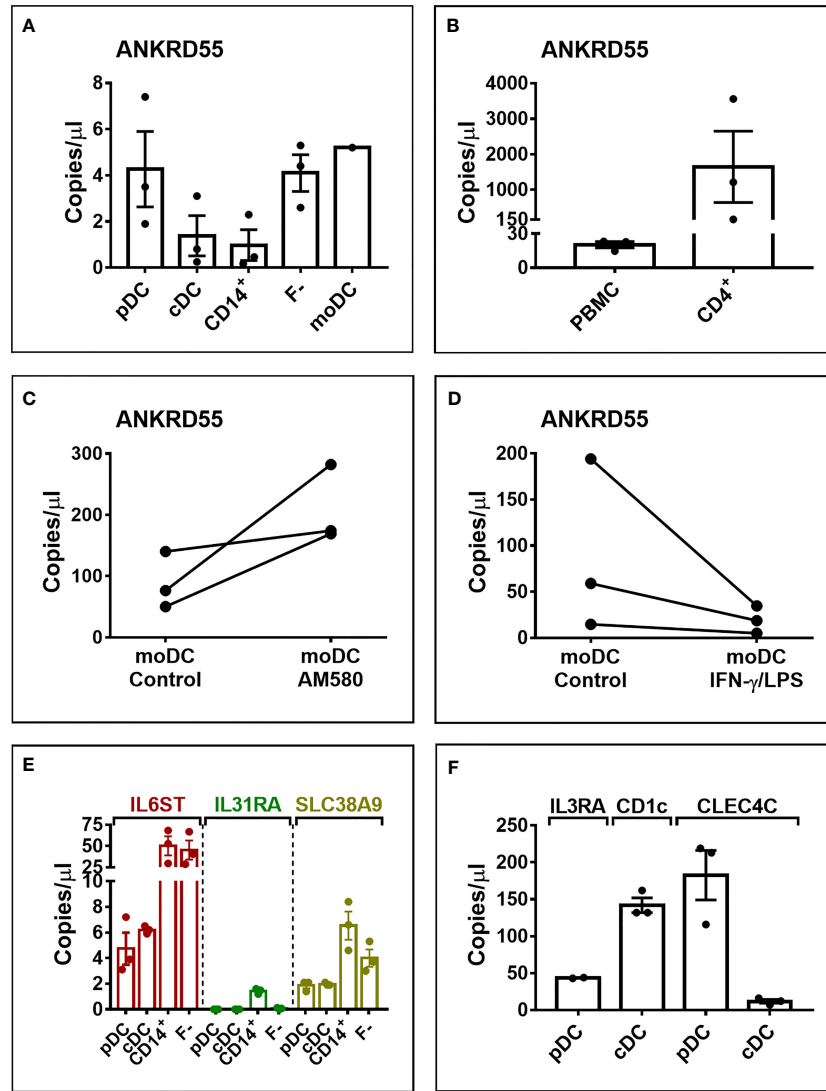 A
ANKRD55
Copies/µl
8
6
4
2
0
pDC
cDC
CD14+
F-
moDC
B
ANKRD55
Copies/µl
4000
3000
2000
1000
150
30
0
PBMC
CD4+
C
ANKRD55
Copies/µl
300
200
100
0
moDC Control
moDC AM580
D
ANKRD55
Copies/µl
200
150
100
50
0
moDC Control
moDC IFN-γ/LPS
E
IL6ST IL31RA SLC38A9
Copies/µl
75
50
25
10
8
6
4
2
0
pDC
cDC
CD14+
F-
pDC
cDC
CD14+
F-
pDC
cDC
CD14+
F-
F
IL3RA CD1c CLEC4C
Copies/µl
250
200
150
100
50
0
pDC
cDC
pDC
cDC